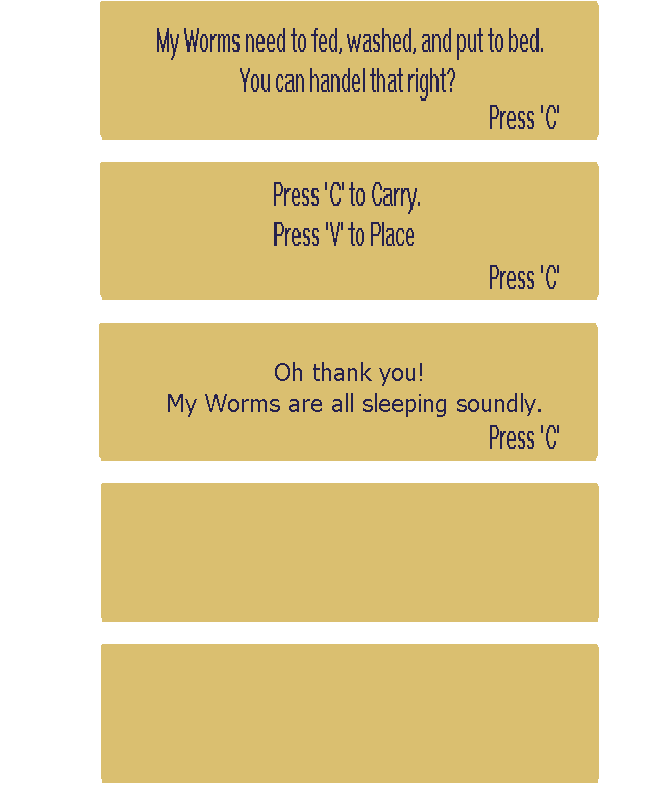 My Worms need to fed, washed, and put to bed.
You can handel that right?
Press 'C'
Press 'C' to Carry.
Press 'V' to Place
Press 'C'
Oh thank you!
My Worms are all sleeping soundly.
Press 'C'